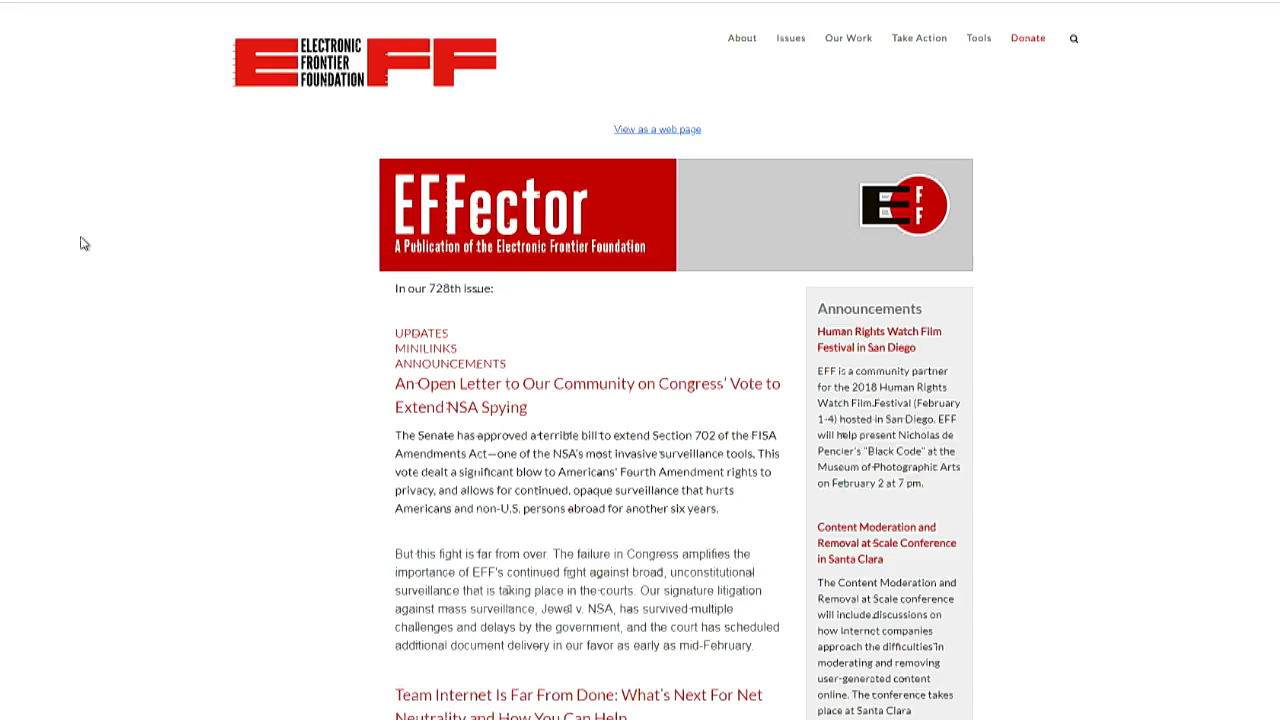 ELECTRONIC
FRONTIER
FOUNDATION
EFF
About Issues Our Work Take Action Tools Donate
View as a web page
EFFector
A Publication of the Electronic Frontier Foundation
EFF
In our 728th issue:
UPDATES
MINILINKS
ANNOUNCEMENTS
An Open Letter to Our Community on Congress' Vote to
Extend NSA Spying
The Senate has approved a terrible bill to extend Section 702 of the FISA
Amendments Act—one of the NSA's most invasive surveillance tools. This
vote dealt a significant blow to Americans' Fourth Amendment rights to
privacy, and allows for continued, opaque surveillance that hurts
Americans and non-U.S. persons abroad for another six years.
But this fight is far from over. The failure in Congress amplifies the
importance of EFF's continued fight against broad, unconstitutional
surveillance that is taking place in the courts. Our signature litigation
against mass surveillance, Jewel v. NSA, has survived multiple
challenges and delays by the government, and the court has scheduled
additional document delivery in our favor as early as mid-February.
Team Internet Is Far From Done: What's Next For Net
Neutrality and How You Can Help
Announcements
Human Rights Watch Film
Festival in San Diego
EFF is a community partner
for the 2018 Human Rights
Watch Film Festival (February
1-4) hosted in San Diego. EFF
will help present Nicholas de
Pencier's "Black Code" at the
Museum of Photographic Arts
on February 2 at 7 pm.
Content Moderation and
Removal at Scale Conference
in Santa Clara
The Content Moderation and
Removal at Scale conference
will include discussions on
how internet companies
approach the difficulties in
moderating and removing
user-generated content
online. The conference takes
place at Santa Clara